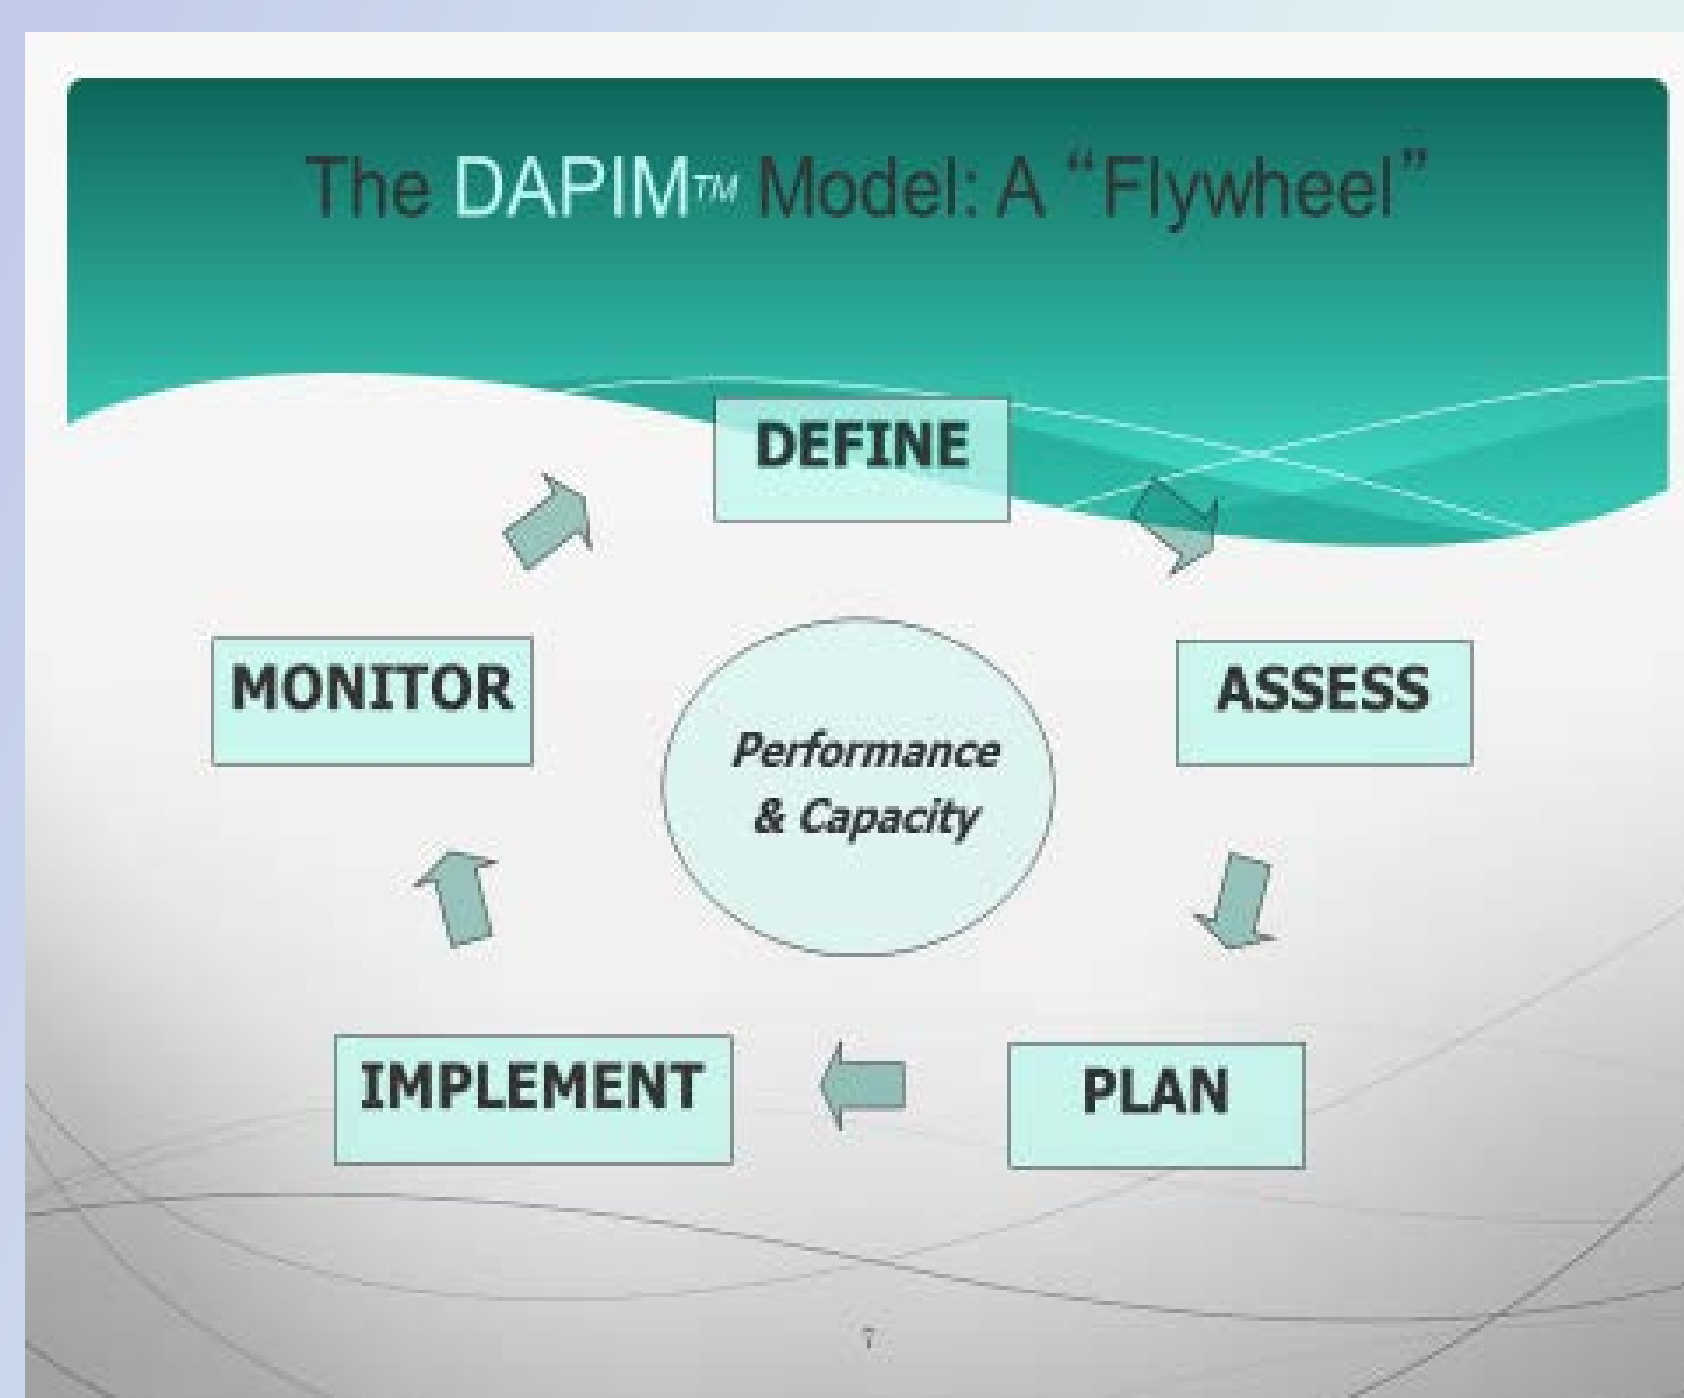 The DAPIM™ Model: A “Flywheel”
DEFINE
MONITOR
ASSESS
Performance
& Capacity
IMPLEMENT
PLAN
7